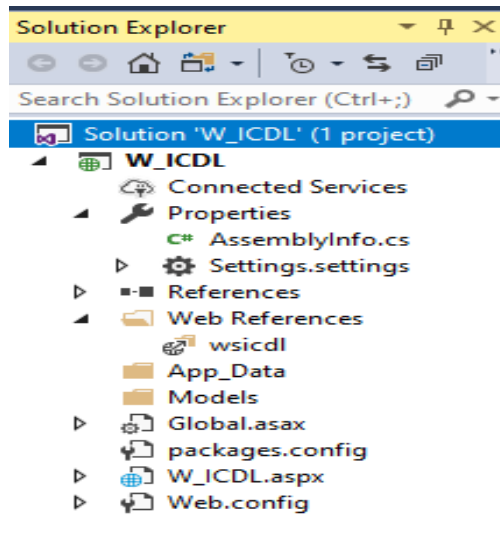 Solution Explorer
Search Solution Explorer (Ctrl+;)
Solution 'W_ICDL' (1 project)
W_ICDL
Connected Services
Properties
C# AssemblyInfo.cs
Settings.settings
References
Web References
wsicdl
App_Data
Models
Global.asax
packages.config
W_ICDL.aspx
Web.config